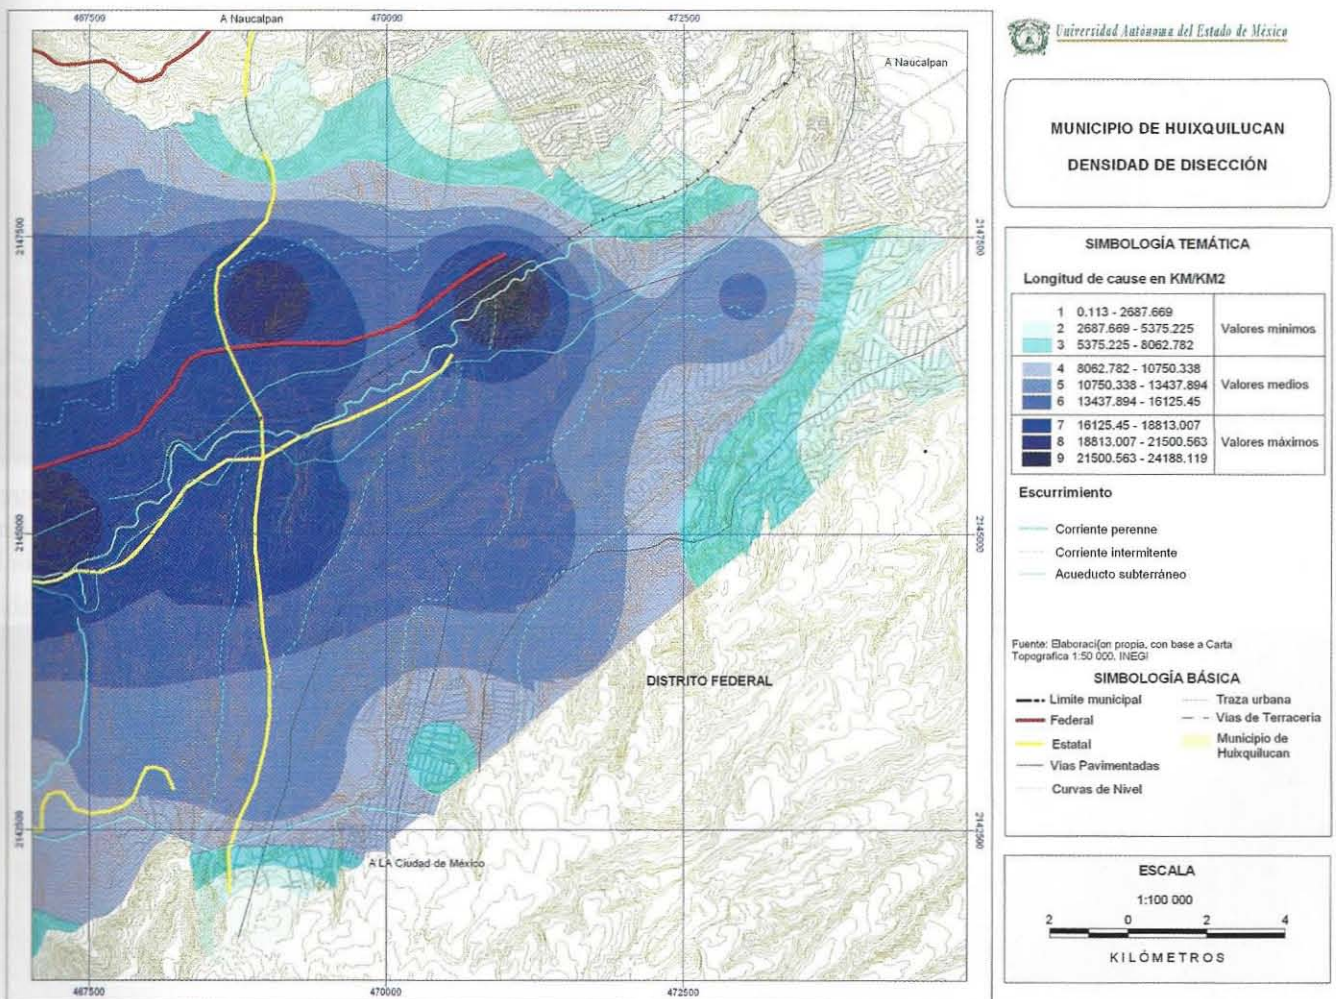 467500
A Naucalpan
470000
472500
A Naucalpan
2147500
2147500
2145000
2145000
DISTRITO FEDERAL
2142500
2142500
A LA Ciudad de México
467500
470000
472500
Universidad Autónoma del Estado de México
MUNICIPIO DE HUIXQUILUCAN
DENSIDAD DE DISECCIÓN
SIMBOLOGÍA TEMÁTICA
Longitud de cause en KM/KM2
1 0.113 - 2687.669
2 2687.669 - 5375.225
3 5375.225 - 8062.782
Valores minimos
4 8062.782 - 10750.338
5 10750.338 - 13437.894
6 13437.894 - 16125.45
Valores medios
7 16125.45 - 18813.007
8 18813.007 - 21500.563
9 21500.563 - 24188.119
Valores máximos
Escurrimiento
Corriente perenne
Corriente intermitente
Acueducto subterráneo
Fuente: Elaboraci[on propia, con base a Carta
Topografica 1:50 000. INEGI
SIMBOLOGÍA BÁSICA
Limite municipal
Federal
Estatal
Vias Pavimentadas
Curvas de Nivel
Traza urbana
Vias de Terraceria
Municipio de
Huixquilucan
ESCALA
1:100 000
2 0 2 4
KILÓMETROS